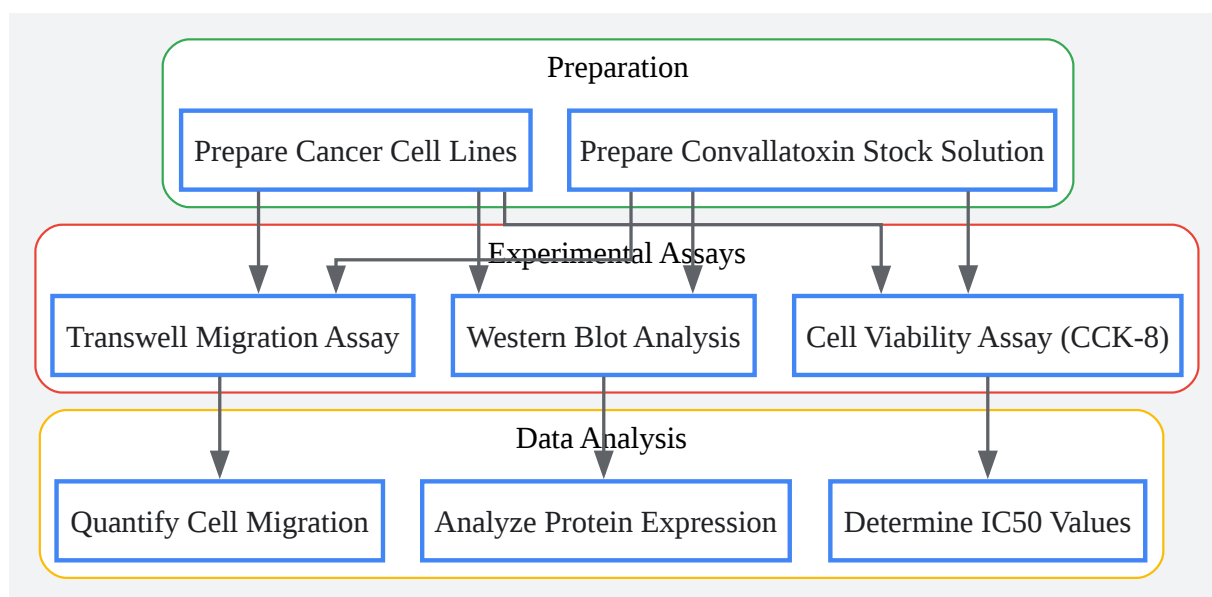 Preparation
Prepare Cancer Cell Lines
Prepare Convallatoxin Stock Solution
Experimental Assays
Transwell Migration Assay
Western Blot Analysis
Cell Viability Assay (CCK-8)
Data Analysis
Quantify Cell Migration
Analyze Protein Expression
Determine IC50 Values